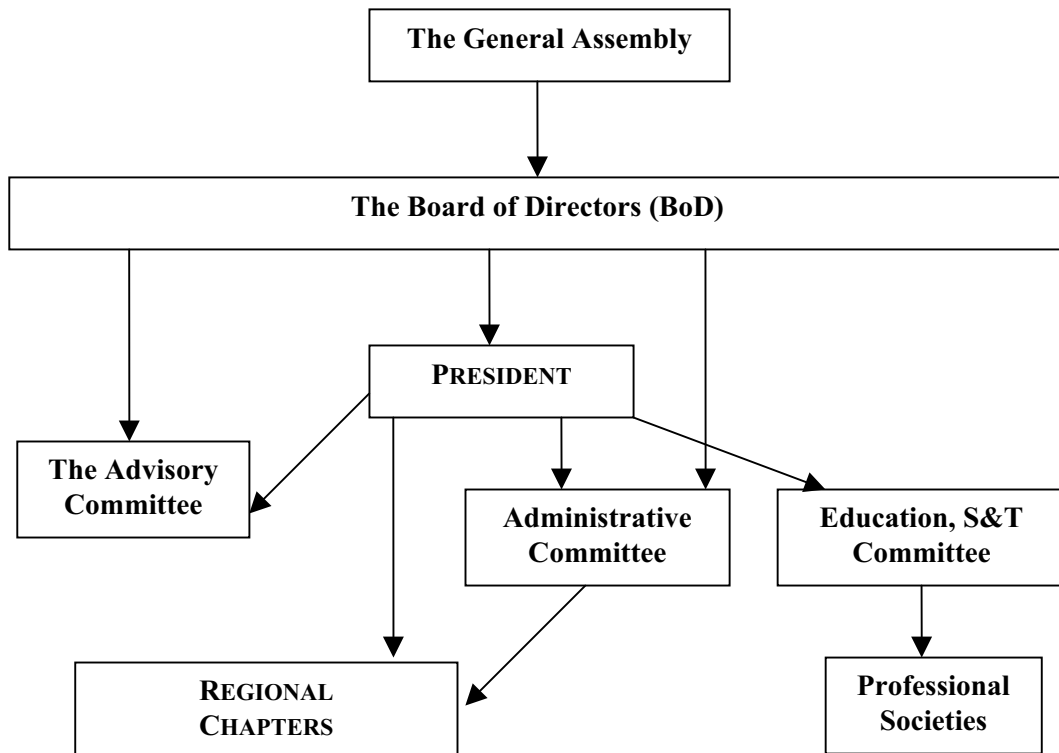 The General Assembly
The Board of Directors (BoD)
PRESIDENT
The Advisory
Committee
Administrative
Committee
Education, S&T
Committee
REGIONAL
CHAPTERS
Professional
Societies